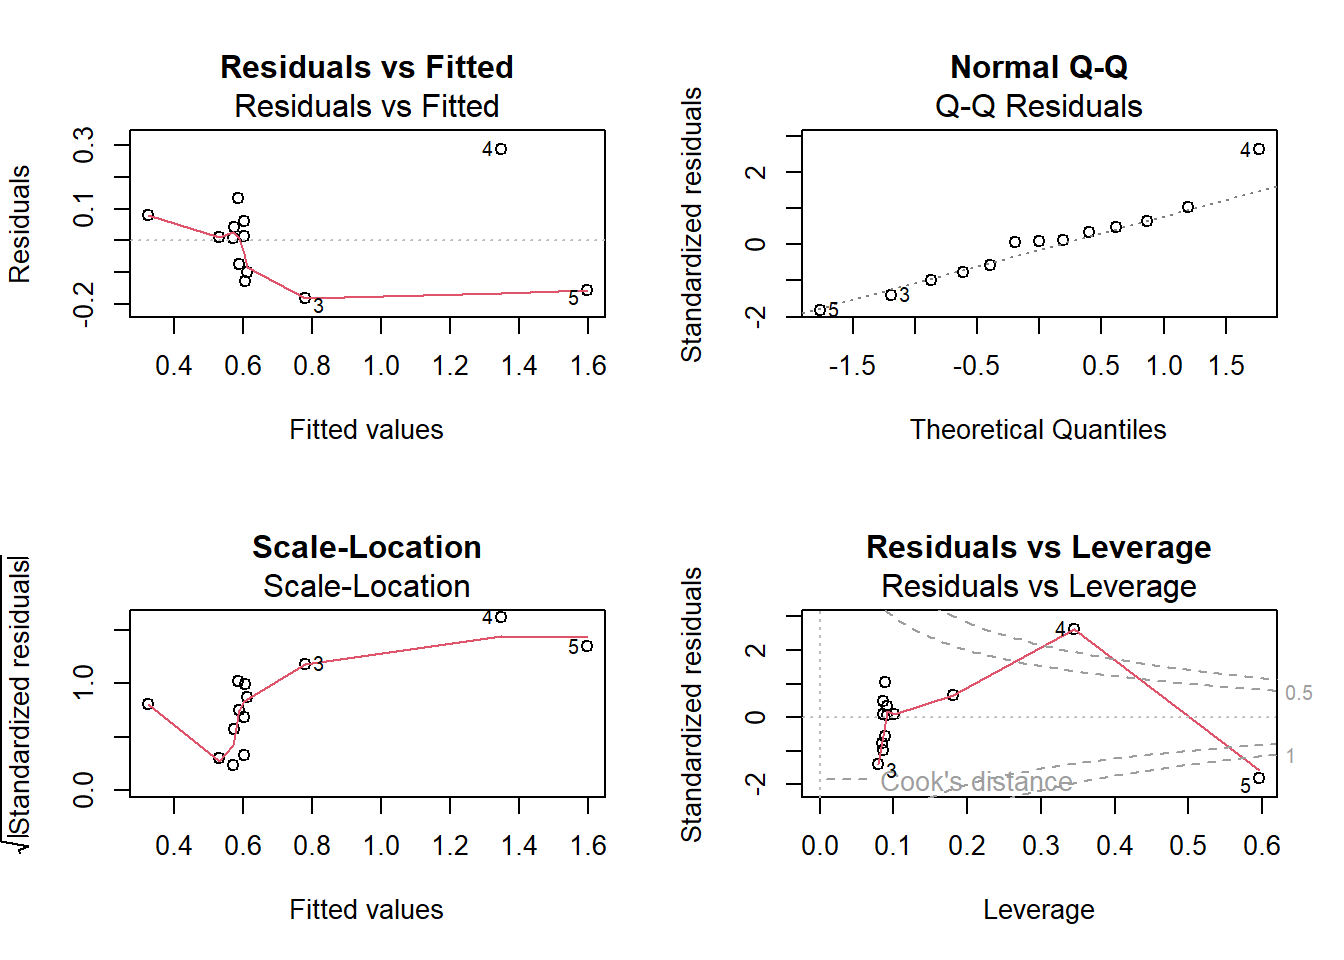 Residuals vs Fitted
Residuals vs Fitted
Residuals
0.3
0.1
-0.2
4
3
5
0.4 0.6 0.8 1.0 1.2 1.4 1.6
Fitted values
Normal Q-Q
Q-Q Residuals
Standardized residuals
2
0
-2
4
5
3
-1.5 -0.5 0.5 1.0 1.5
Theoretical Quantiles
Scale-Location
Scale-Location
√|Standardized residuals|
1.0
0.0
4
5
3
0.4 0.6 0.8 1.0 1.2 1.4 1.6
Fitted values
Residuals vs Leverage
Residuals vs Leverage
Standardized residuals
2
0
-2
4
0.5
1
3
5
Cook's distance
0.0 0.1 0.2 0.3 0.4 0.5 0.6
Leverage